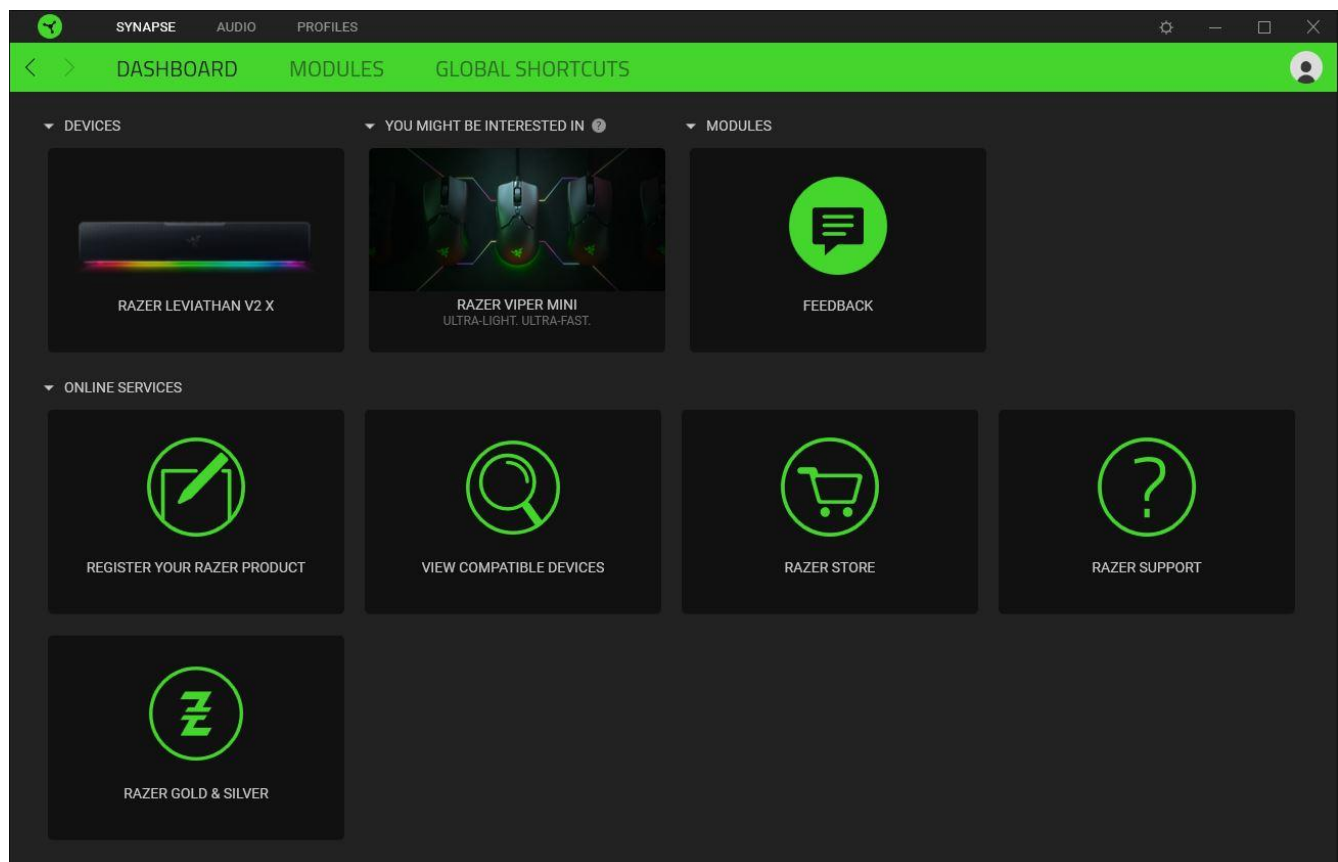 SYNAPSE AUDIO PROFILES
DASHBOARD MODULES GLOBAL SHORTCUTS
DEVICES
YOU MIGHT BE INTERESTED IN ?
MODULES
RAZER LEVIATHAN V2 X
RAZER VIPER MINI
ULTRA-LIGHT. ULTRA-FAST.
FEEDBACK
ONLINE SERVICES
REGISTER YOUR RAZER PRODUCT
VIEW COMPATIBLE DEVICES
RAZER STORE
?
RAZER SUPPORT
RAZER GOLD & SILVER